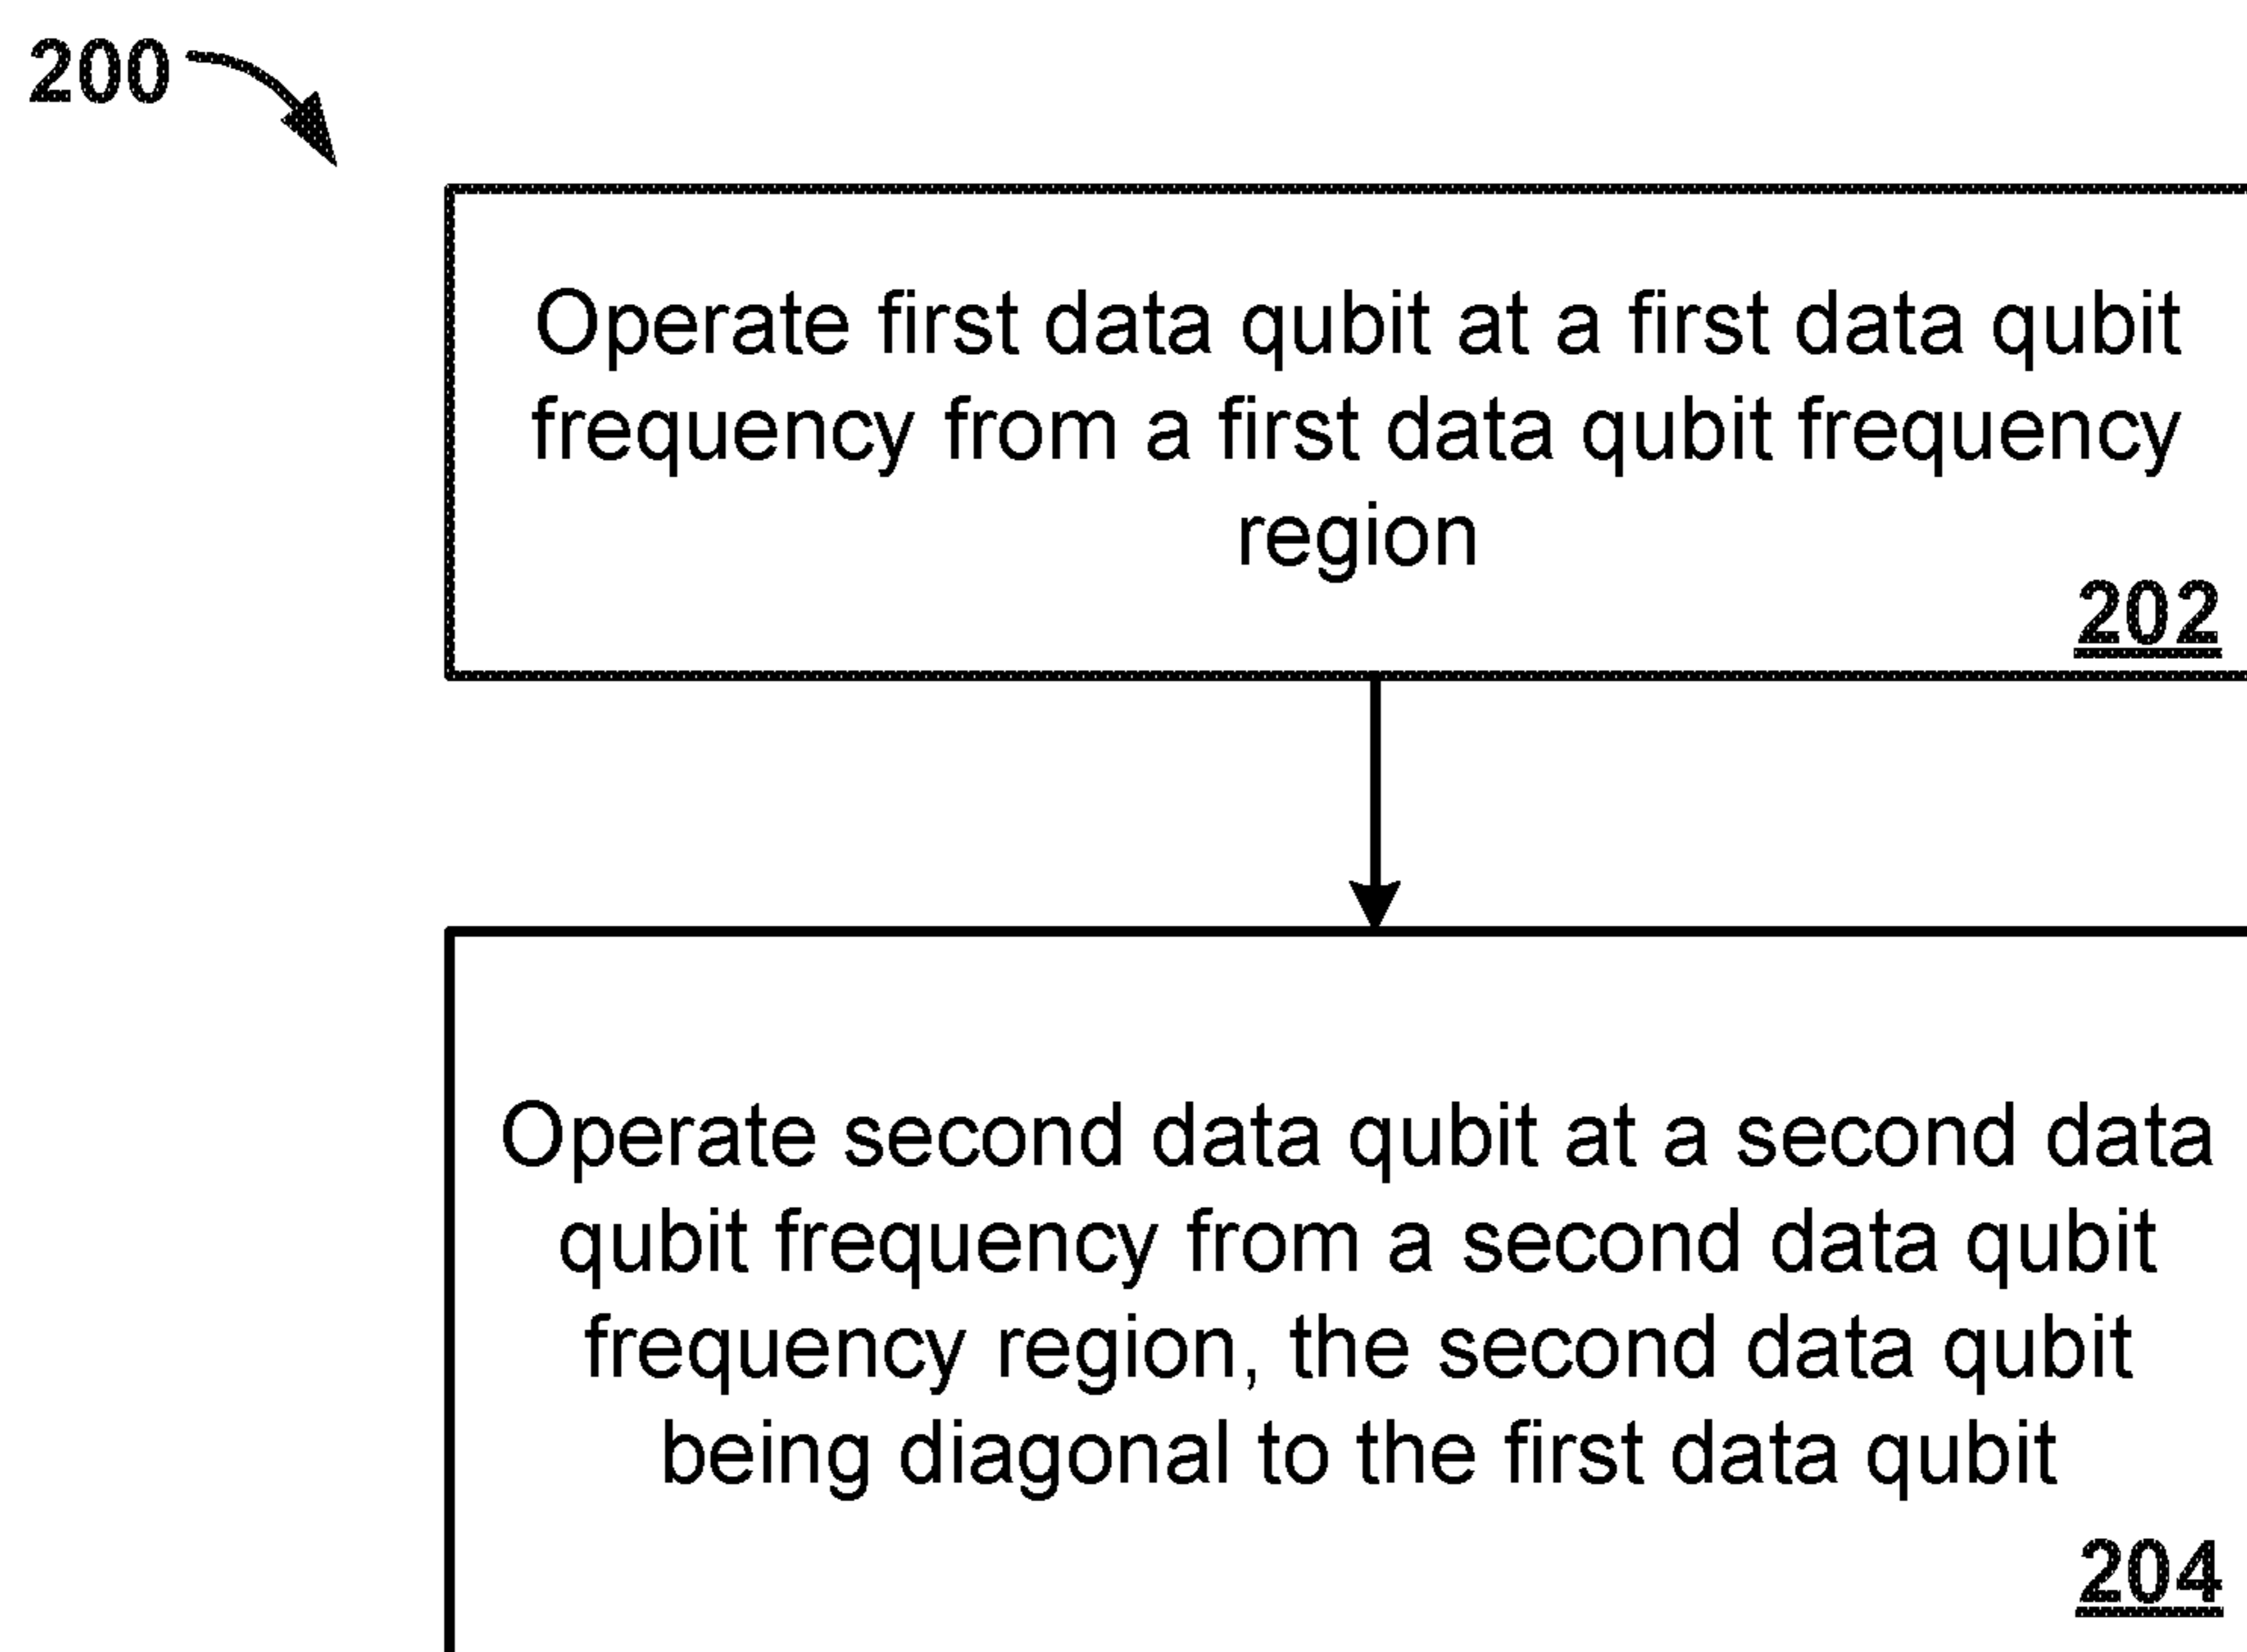 200
Operate first data qubit at a first data qubit
frequency from a first data qubit frequency
region
202
Operate second data qubit at a second data
qubit frequency from a second data qubit
frequency region, the second data qubit
being diagonal to the first data qubit
204